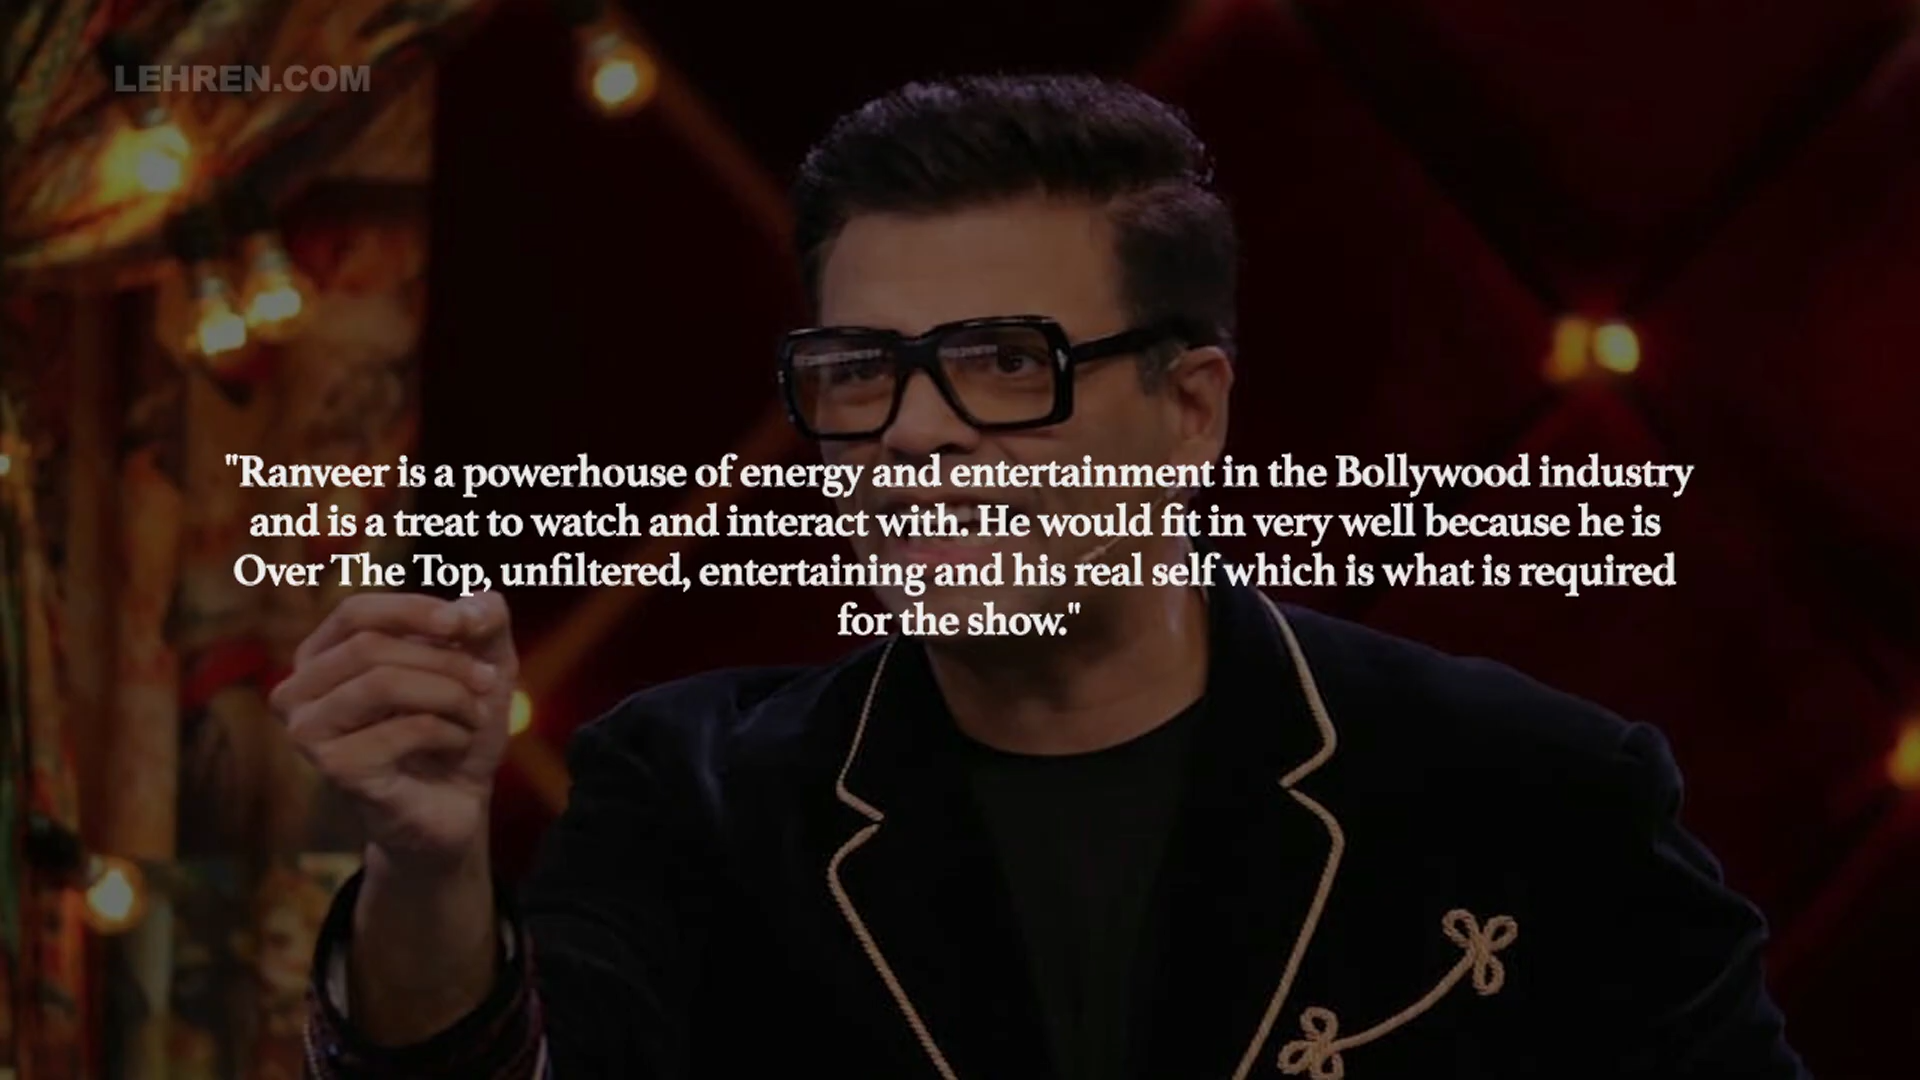 LEHREN.COM
"Ranveer is a powerhouse of energy and entertainment in the Bollywood industry
and is a treat to watch and interact with. He would fit in very well because he is
Over The Top, unfiltered, entertaining and his real self which is what is required
for the show."